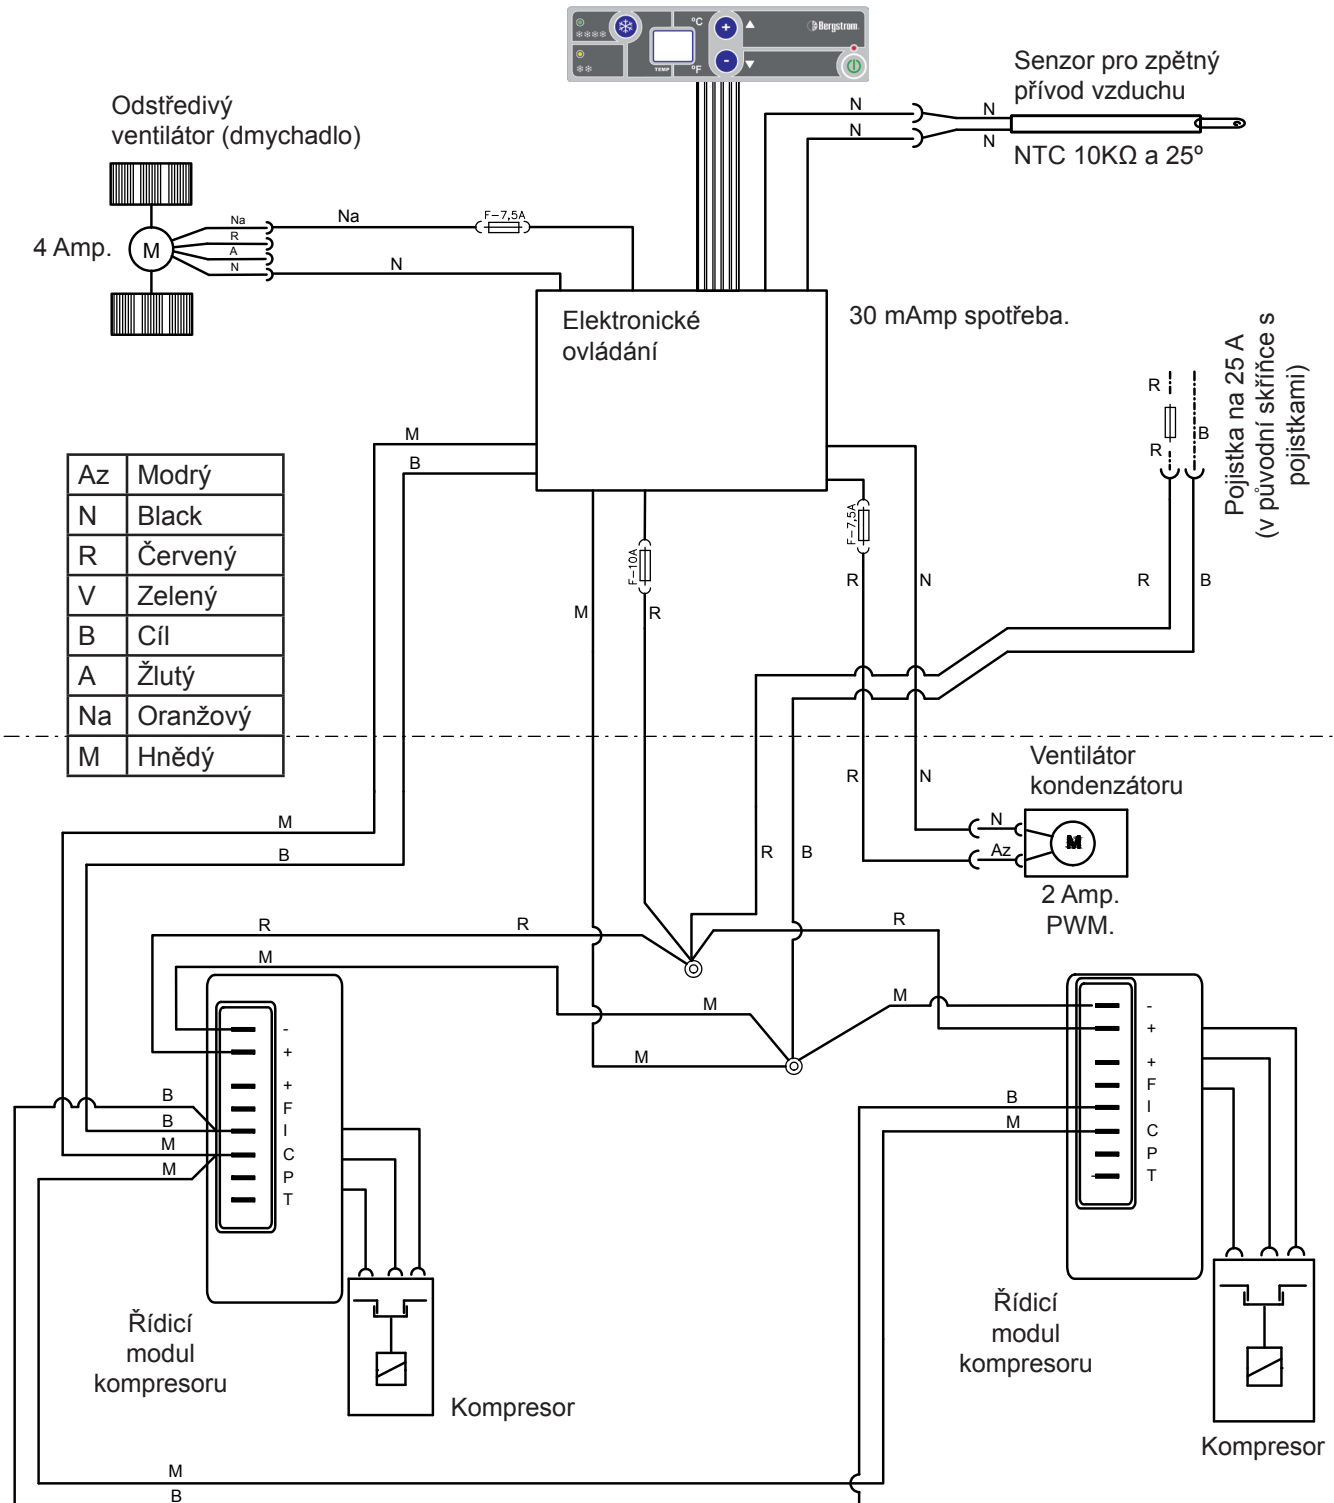 °C
Bergstrom
TEMP
°F
Senzor pro zpětný
přívod vzduchu
N
N
N
N
NTC 10KΩ a 25º
Odstředivý
ventilátor (dmychadlo)
4 Amp.
M
Na
R
A
N
Na
N
F-7,5A
Elektronické
ovládání
30 mAmp spotřeba.
Pojistka na 25 A
(v původní skříňce s
pojistkami)
R
B
R
M
B
Az Modrý
N Black
R Červený
V Zelený
B Cíl
A Žlutý
Na Oranžový
M Hnědý
F-10A
F-7,5A
M
R
R
N
R
B
R
N
Ventilátor
kondenzátoru
N
Az
M
2 Amp.
PWM.
M
B
R
B
R
R
R
M
M
M
M
-
+
+
F
I
C
P
T
B
B
M
M
-
+
+
F
I
C
P
T
B
M
Řídicí
modul
kompresoru
Kompresor
Řídicí
modul
kompresoru
Kompresor
M
B